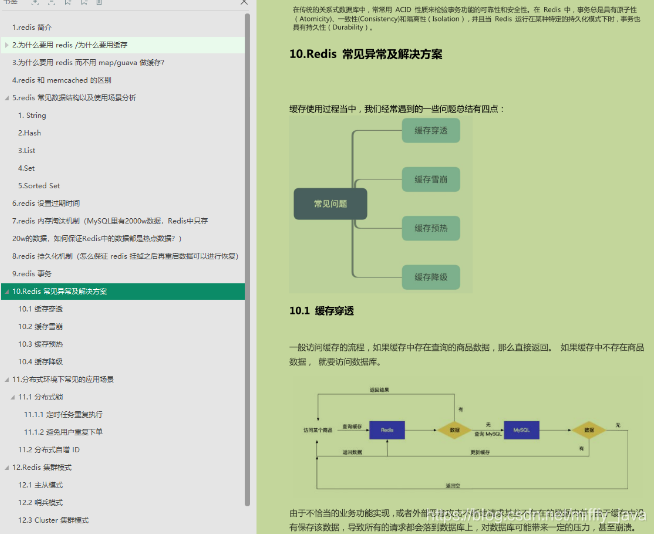 1.redis 简介
2.为什么要用 redis /为什么要用缓存
3.为什么要用 redis 而不用 map/guava 做缓存?
4.redis 和 memcached 的区别
5.redis 常见数据结构以及使用场景分析
1. String
2.Hash
3.List
4.Set
5.Sorted Set
6.redis 设置过期时间
7.redis 内存淘汰机制（MySQL里有2000w数据，Redis中只存
20w的数据，如何保证Redis中的数据都是热点数据？）
8.redis 持久化机制（怎么保证 redis 挂掉之后再重启数据可以进行恢复）
9.redis 事务
10.Redis 常见异常及解决方案
10.1 缓存穿透
10.2 缓存雪崩
10.3 缓存预热
10.4 缓存降级
11.分布式环境下常见的应用场景
11.1 分布式锁
11.1.1 定时任务重复执行
11.1.2 避免用户重复下单
11.2 分布式自增 ID
12.Redis 集群模式
12.1 主从模式
12.2 哨兵模式
12.3 Cluster 集群模式
在传统的关系式数据库中，常常用 ACID 性质来检验事务功能的可靠性和安全性。在 Redis 中，事务总是具有原子性
（Atomicity)、一致性(Consistency)和隔离性（Isolation），并且当 Redis 运行在某种特定的持久化模式下时，事务也
具有持久性（Durability）。
10.Redis 常见异常及解决方案
缓存使用过程当中，我们经常遇到的一些问题总结有四点：
常见问题
缓存穿透
缓存雪崩
缓存预热
缓存降级
10.1 缓存穿透
一般访问缓存的流程，如果缓存中存在查询的商品数据，那么直接返回。 如果缓存中不存在商品
数据， 就要访问数据库。
返回结果
有
查询缓存
Redis
数据
无
查询 MySQL
MySQL
数据
无
返回数据
更新缓存
有
返回空
由于不恰当的业务功能实现，或者外部恶意攻击不断地请求某些不存在的数据内存，由于缓存中没
有保存该数据，导致所有的请求都会落到数据库上，对数据库可能带来一定的压力，甚至崩溃。